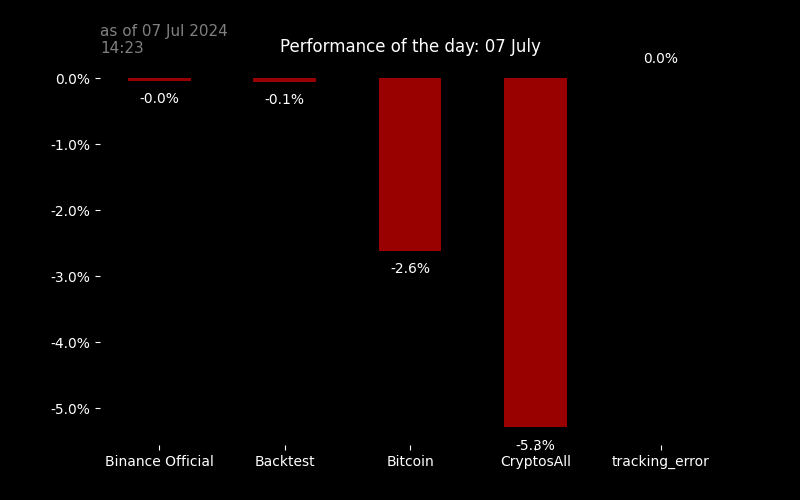 as of 07 Jul 2024
14:23
Performance of the day: 07 July
0.0%
0.0%
-0.0%
-0.1%
-1.0%
-2.0%
-2.6%
-3.0%
-4.0%
-5.0%
-5.3%
Binance Official
Backtest
Bitcoin
CryptosAll
tracking_error